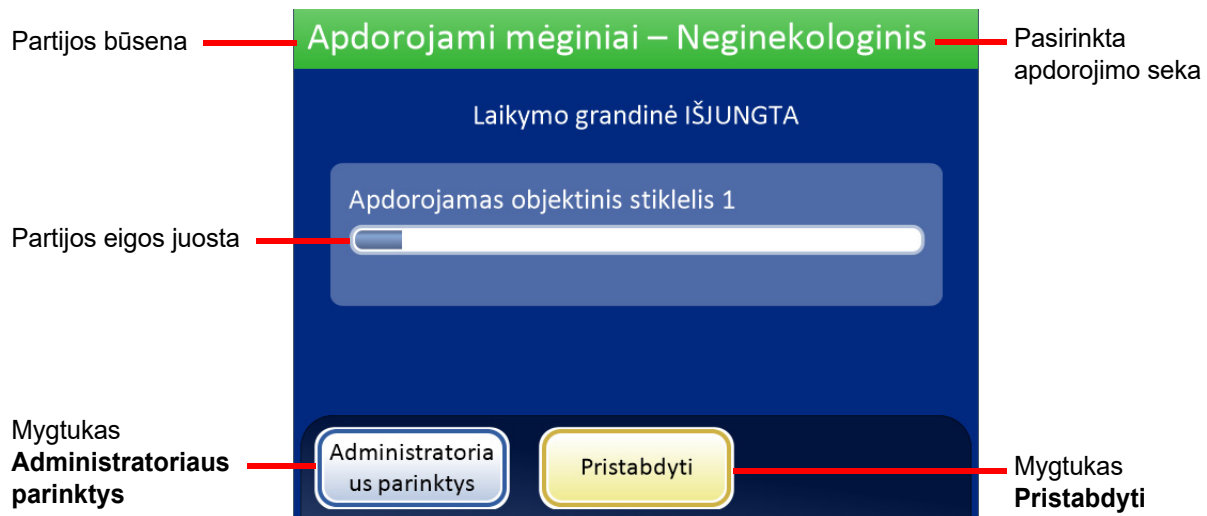 Partijos būsena
Apdorojami mėginiai – Neginekologinis
Pasirinkta
apdorojimo seka
Laikymo grandinė IŠJUNGTA
Apdorojamas objektinis stiklelis 1
Partijos eigos juosta
Mygtukas
Administratoriaus
parinktys
Administratoria
us parinktys
Pristabdyti
Mygtukas
Pristabdyti